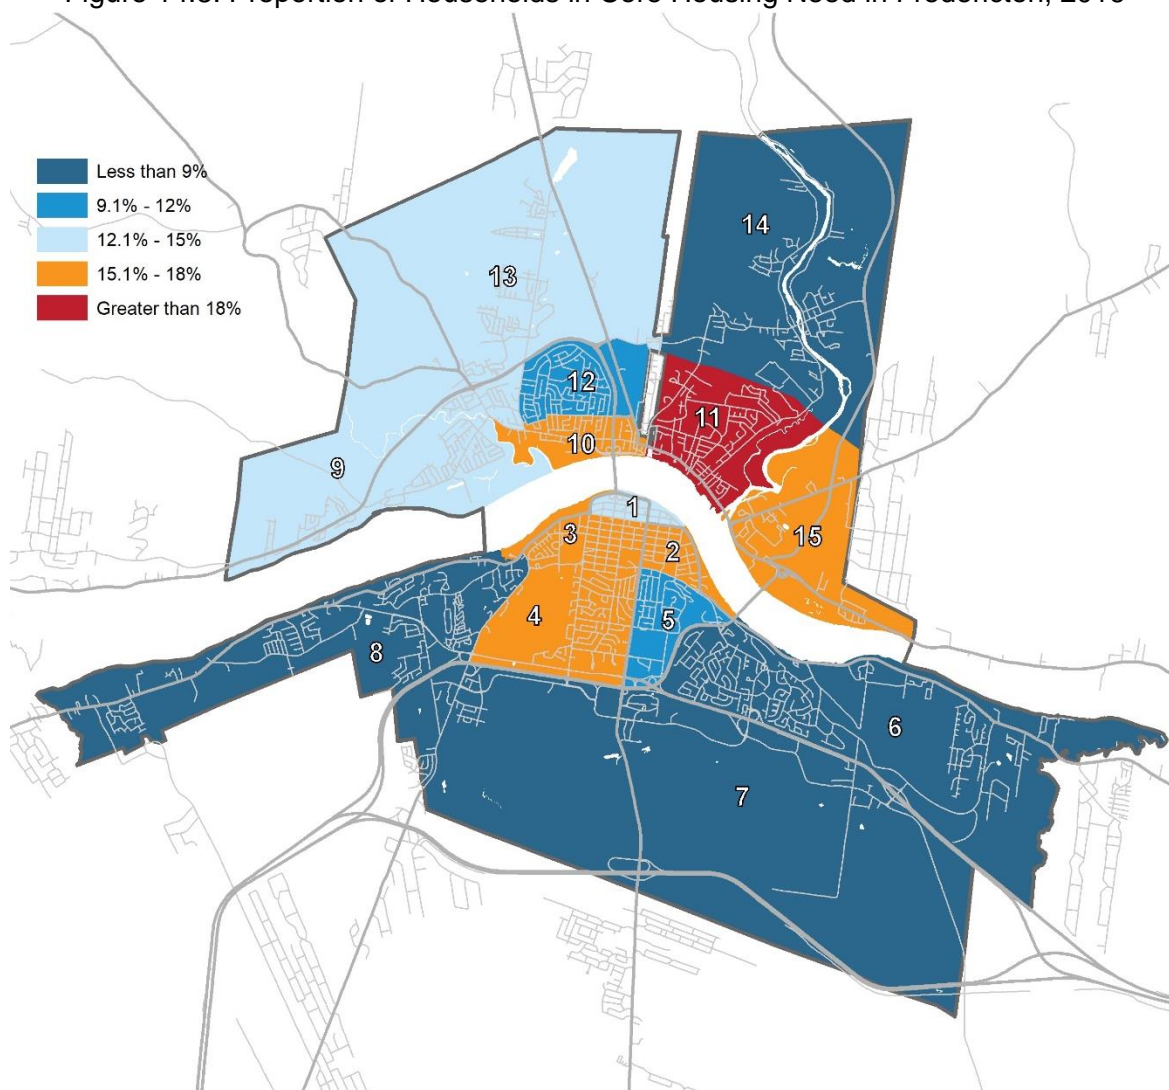 Figure Proportion of Households in Core Housing Need in Fredericton,
Less than 9%
9.1% - 12%
12.1% - 15%
15.1% - 18%
Greater than 18%
14
13
12
11
10
9
1
3
15
2
4
5
8
6
7